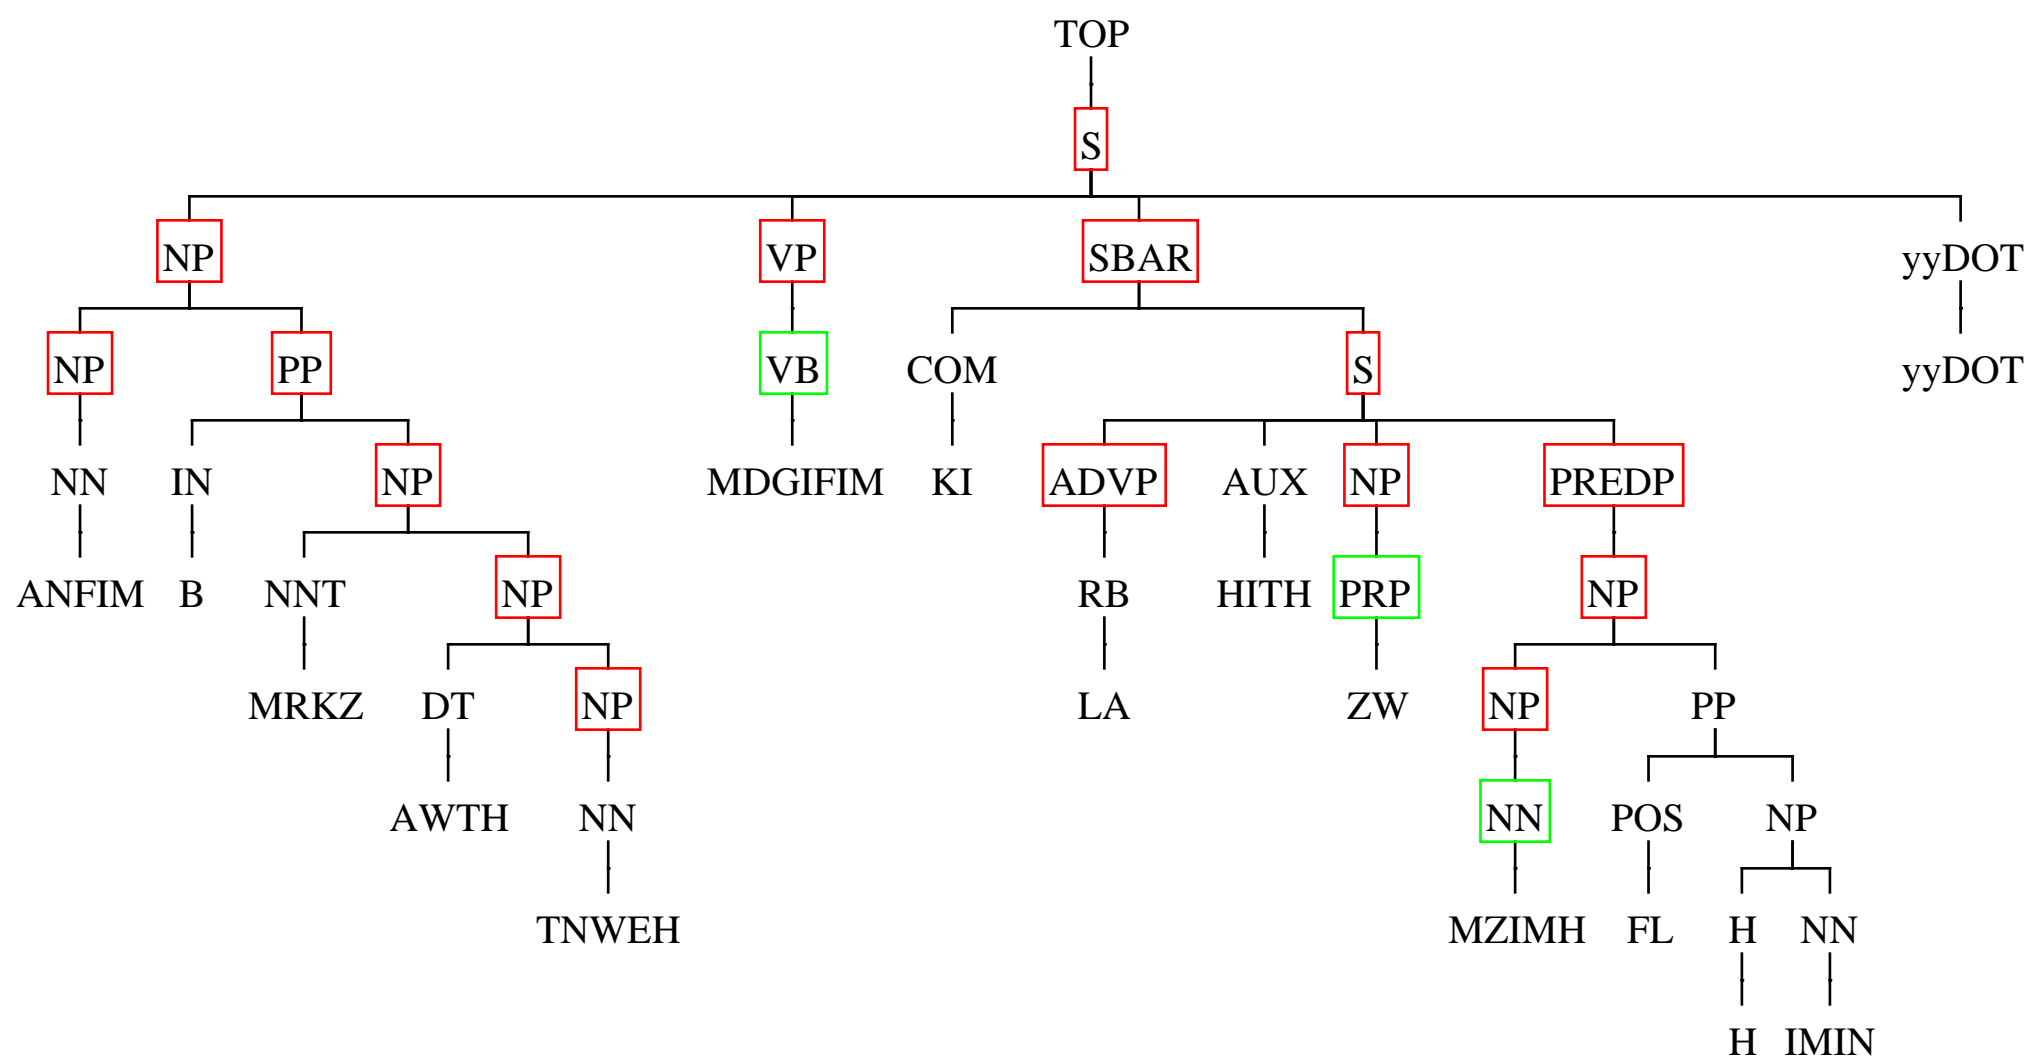 TOP
S
NP VP SBAR yyDOT
NP PP VB COM S yyDOT
NN IN NP MDGIFIM KI ADVP AUX NP PREDP
ANFIM B NNT NP RB HITH PRP NP
MRKZ DT NP LA ZW NP PP
AWTH NN NN POS NP
TNWEH MZIMH FL H NN
H IMIN